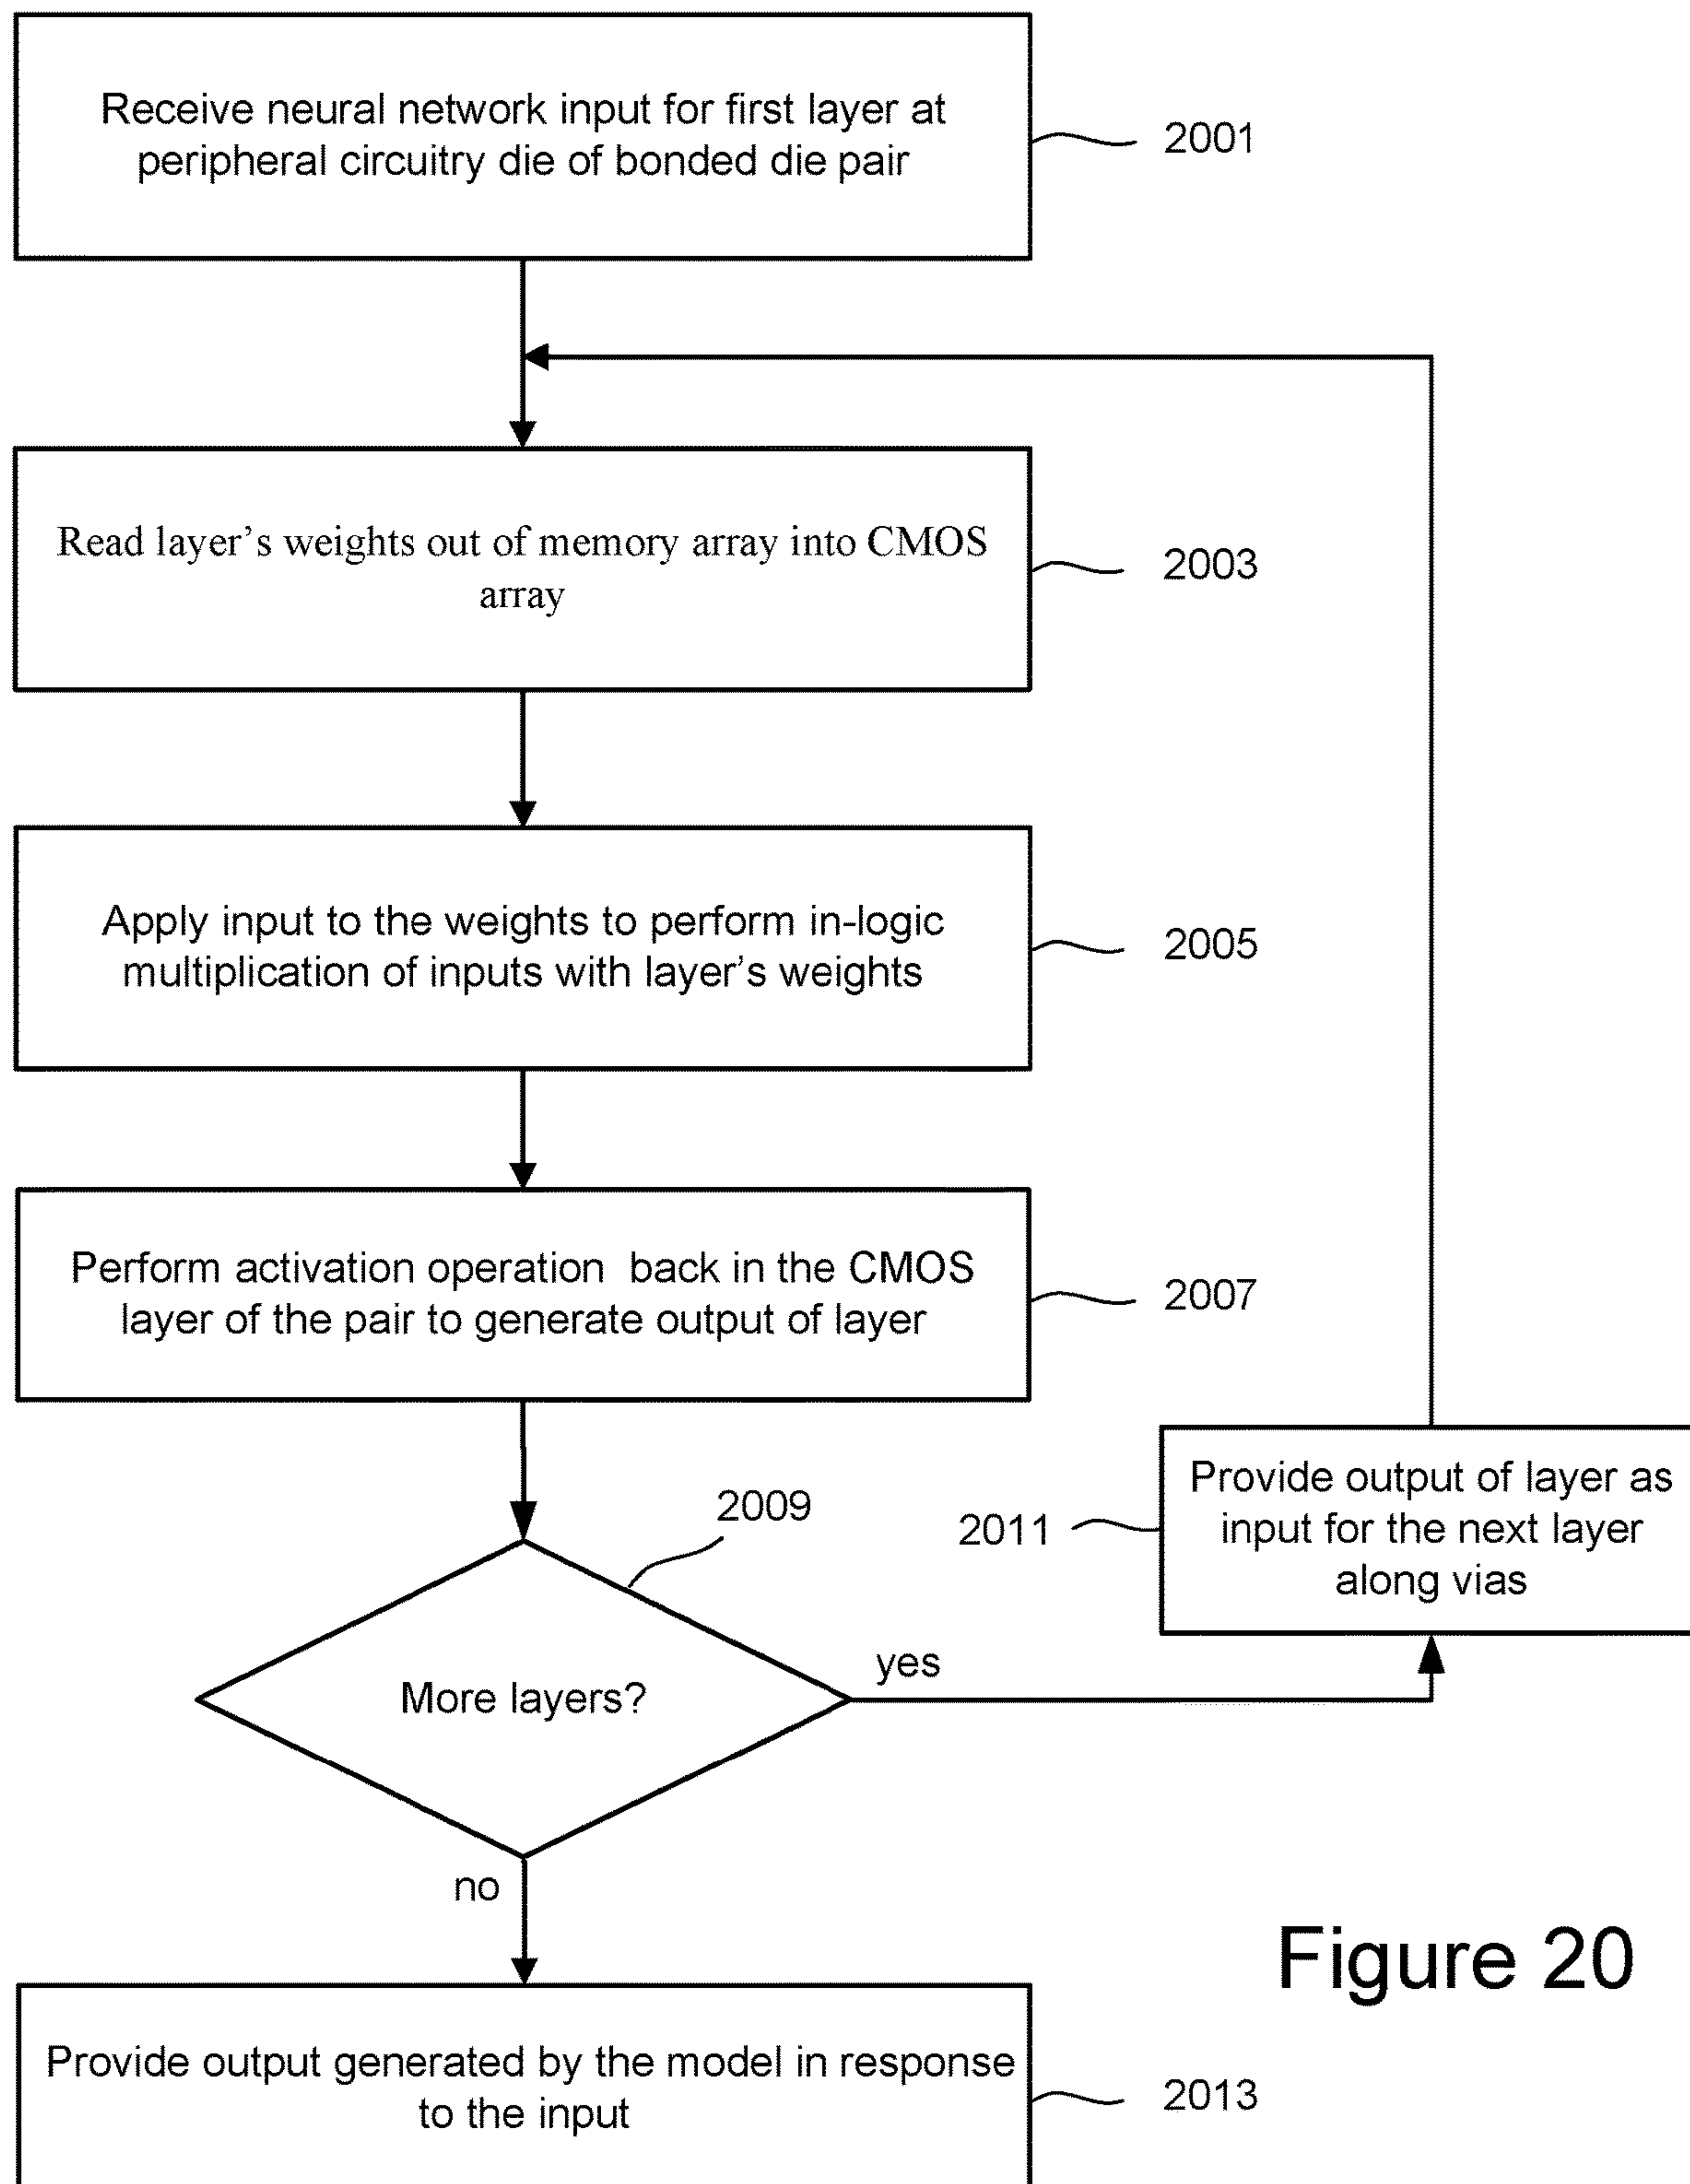 Receive neural network input for first layer at
peripheral circuitry die of bonded die pair
2001
Read layer’s weights out of memory array into CMOS
array
2003
Apply input to the weights to perform in-logic
multiplication of inputs with layer’s weights
2005
Perform activation operation  back in the CMOS
layer of the pair to generate output of layer
2007
2009
More layers?
yes
2011
Provide output of layer as
input for the next layer
along vias
no
Provide output generated by the model in response
to the input
2013
Figure 20